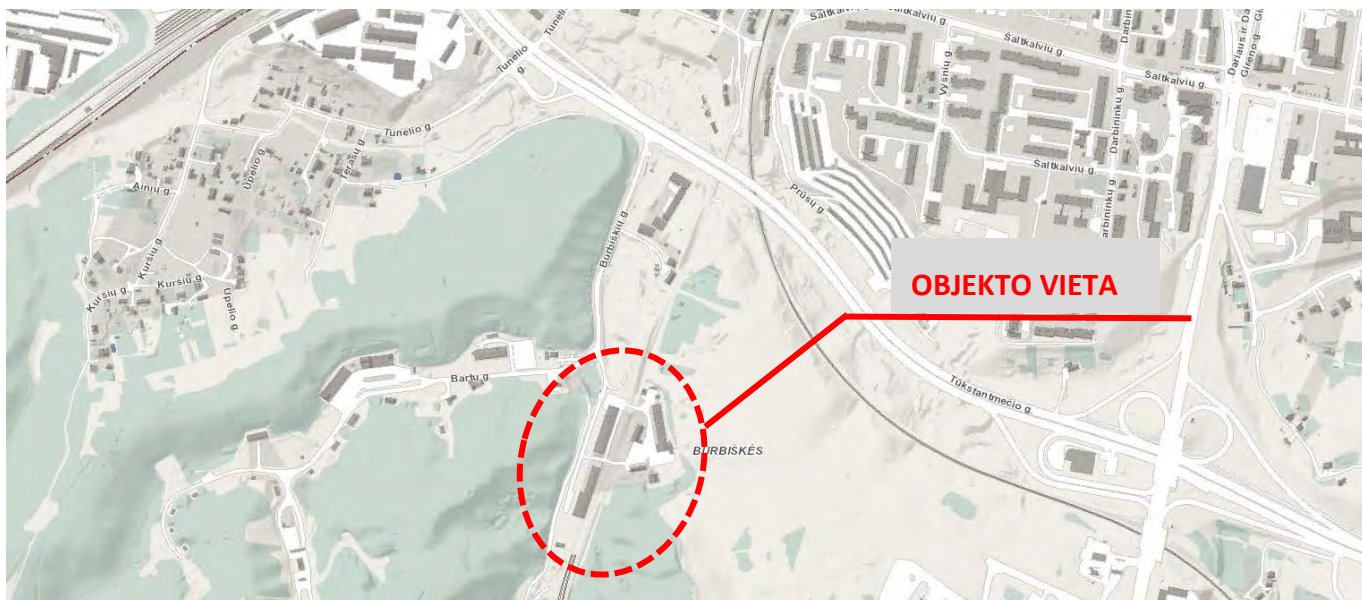 Tunelio g.
Tunelio
g.
Šaltkalvių g.
Darbininkų g.
Dariaus ir
Girėno g.
Vyšnių g.
Šaltkalvių g.
Tunelio g.
Upelio g.
Terasų g.
Šaltkalvių g.
Darbininkų g.
Ainių g.
Prūsų g.
Kuršių g.
Burbiškių g.
Kuršių g.
Kuršių g.
Upelio g.
OBJEKTO VIETA
Bartų g.
Tūkstantmečio g.
BURBIŠKĖS